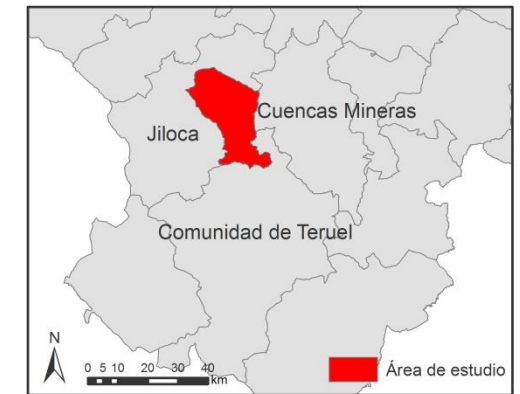 Cuencas Mineras
Jiloca
Comunidad de Teruel
N
0 5 10 20 30 40
km
Área de estudio